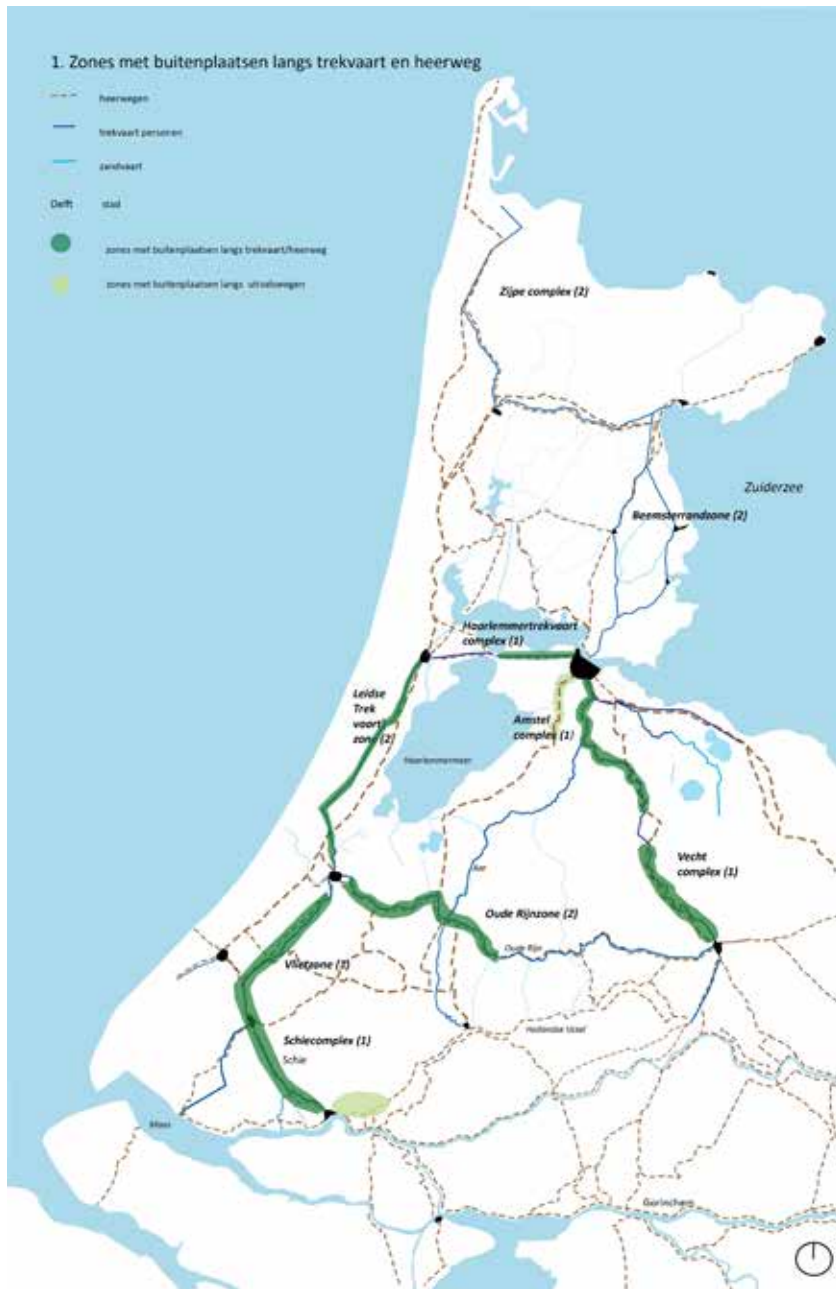 1. Zones met buitenplaatsen langs trekvaart en heerweg
heerwegen
trekvaart personen
zandvaart
Delft stad
zones met buitenplaatsen langs trekvaart/heerweg
zones met buitenplaatsen langs uitvalswegen
Zijpe complex (2)
Zuiderzee
Beemsterrandzone (2)
Haarlemmertrekvaart
complex (1)
Leidse
Trek
vaart
zone (2)
Amstel
complex (1)
Haarlemmermeer
Vecht
complex (1)
Aar
Oude Rijnzone (2)
Oude Rijn
Vlietzone (1)
Hollandse IJssel
Schiecomplex (1)
Schie
Maas
Gorinchem